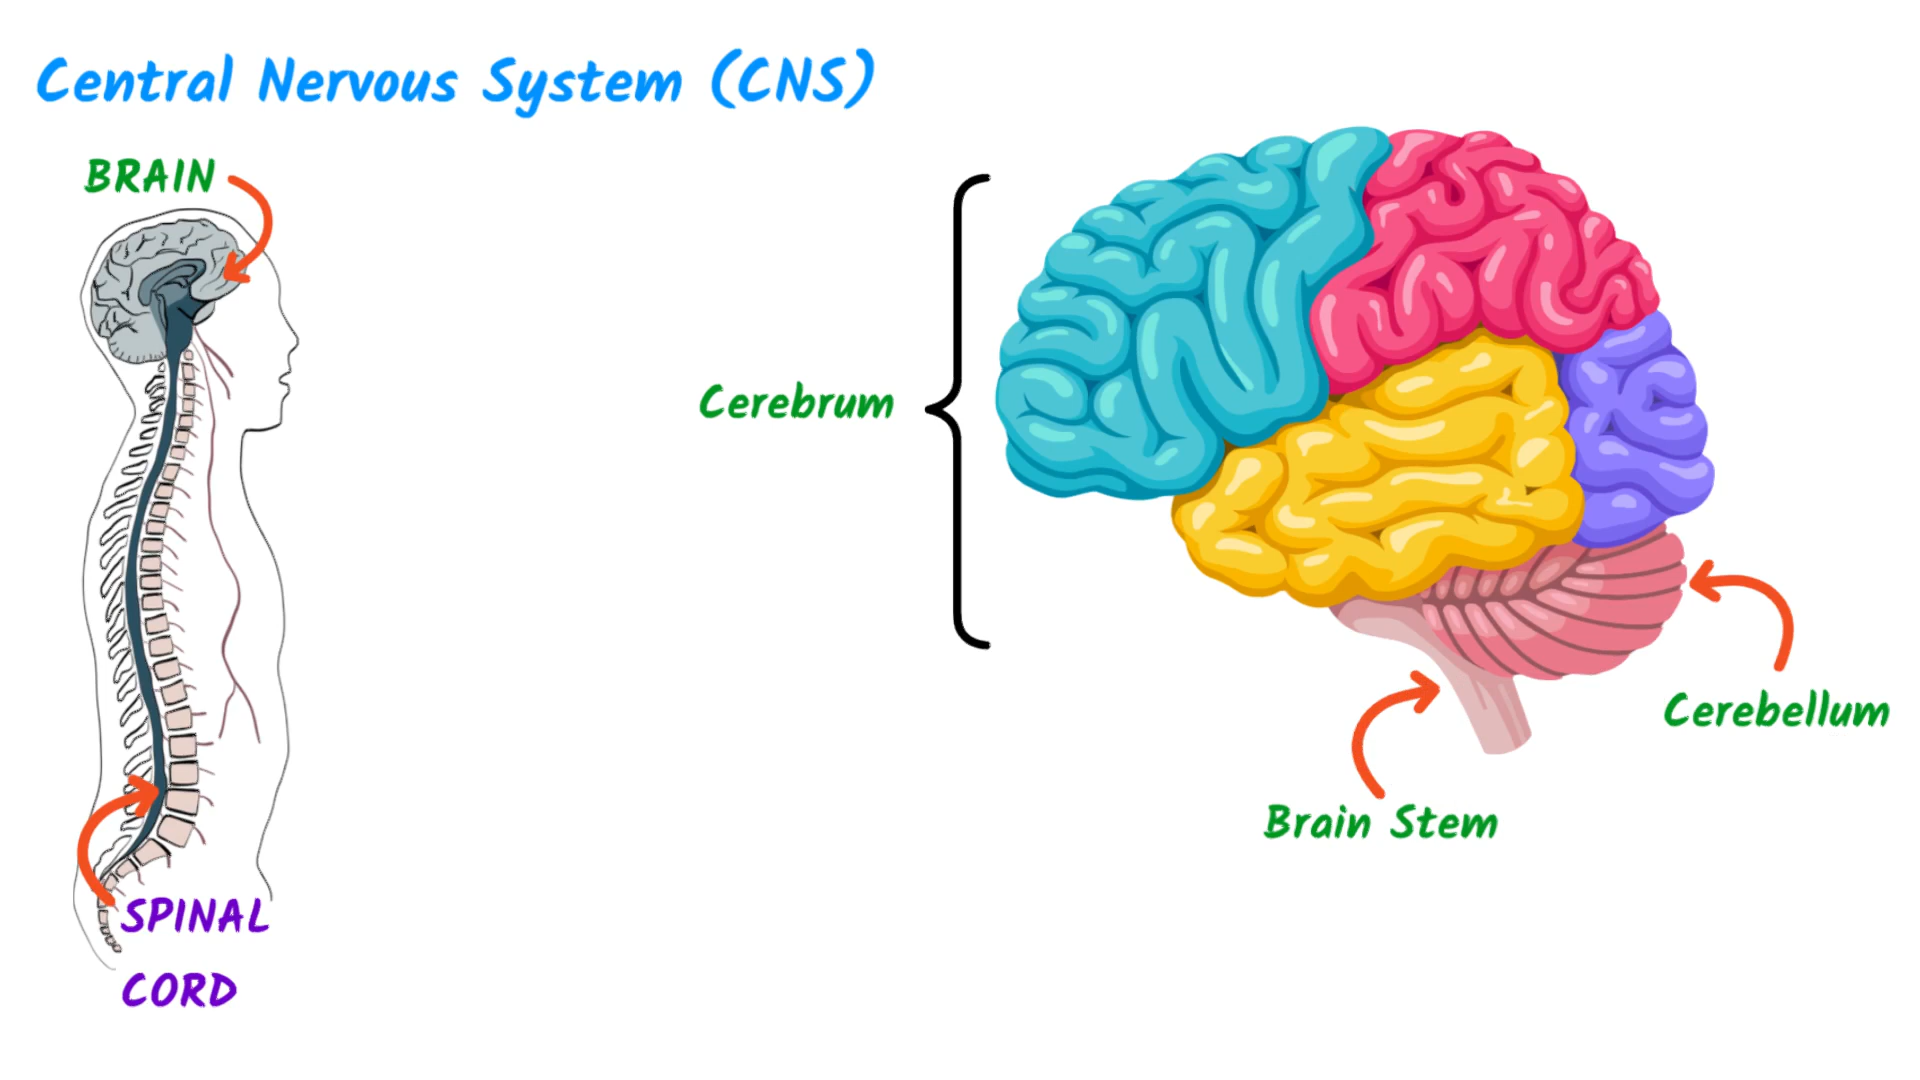 Central Nervous System (CNS)
BRAIN
Cerebrum
Cerebellum
Brain Stem
SPINAL
CORD